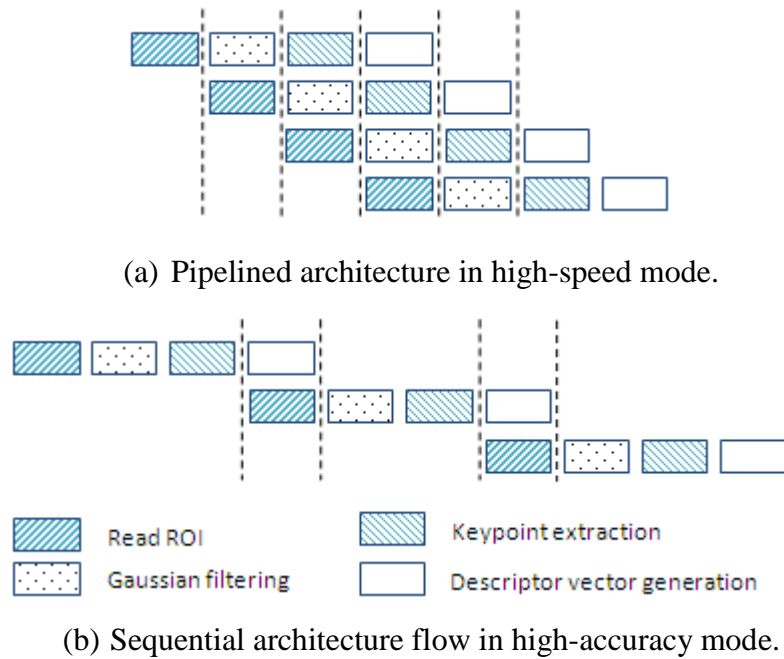 (a) Pipelined architecture in high-speed mode.
Read ROI
Keypoint extraction
Gaussian filtering
Descriptor vector generation
(b) Sequential architecture flow in high-accuracy mode.